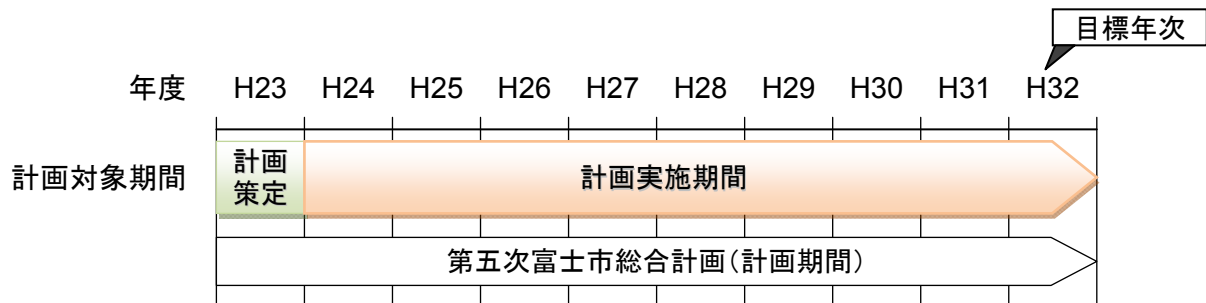 目標年次
年度 H23 H24 H25 H26 H27 H28 H29 H30 H31 H32
計画対象期間
計画
策定
計画実施期間
第五次富士市総合計画(計画期間)